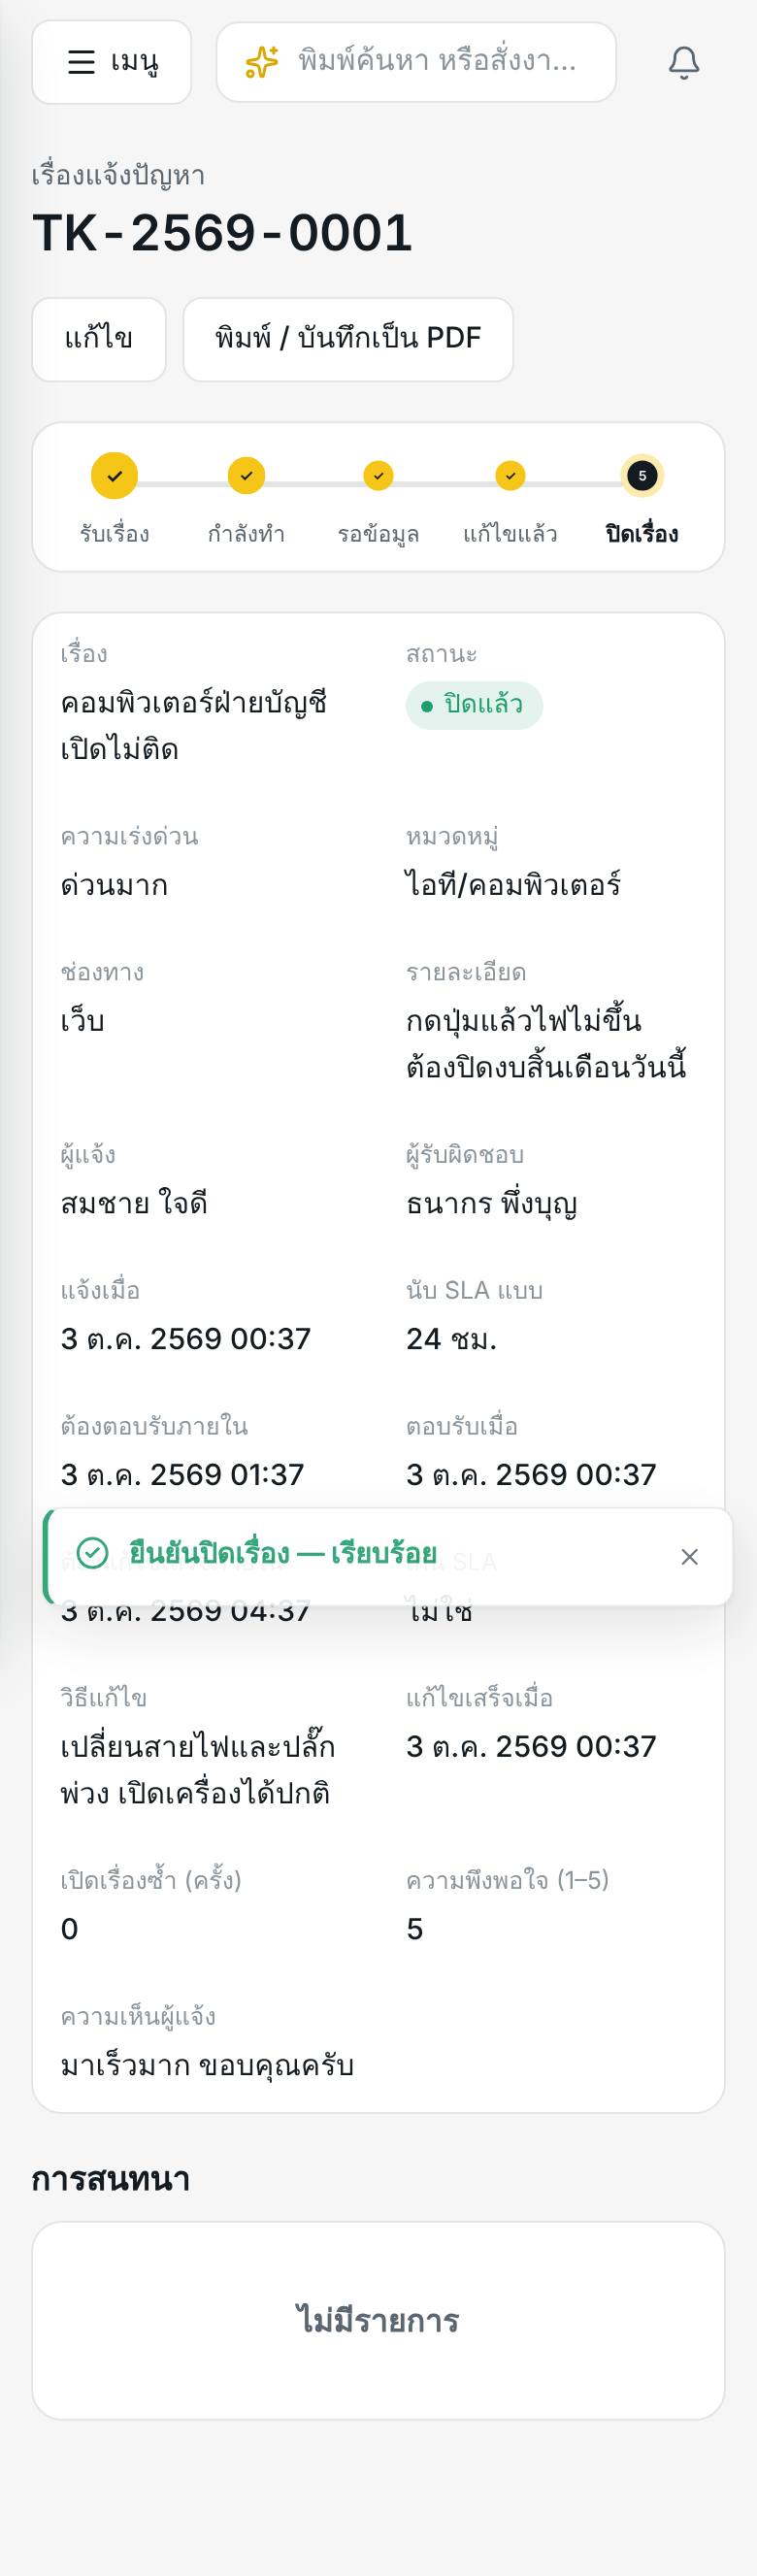 เมนู
พิมพ์ค้นหา หรือสั่งงา...
เรื่องแจ้งปัญหา
TK-2569-0001
แก้ไข
พิมพ์ / บันทึกเป็น PDF
5
รับเรื่อง
กำลังทำ
รอข้อมูล
แก้ไขแล้ว
ปิดเรื่อง
เรื่อง
สถานะ
คอมพิวเตอร์ฝ่ายบัญชี
เปิดไม่ติด
ปิดแล้ว
ความเร่งด่วน
หมวดหมู่
ด่วนมาก
ไอที/คอมพิวเตอร์
ช่องทาง
รายละเอียด
เว็บ
กดปุ่มแล้วไฟไม่ขึ้น
ต้องปิดงบสิ้นเดือนวันนี้
ผู้แจ้ง
ผู้รับผิดชอบ
สมชาย ใจดี
ธนากร พึ่งบุญ
แจ้งเมื่อ
นับ SLA แบบ
3 ต.ค. 2569 00:37
24 ชม.
ต้องตอบรับภายใน
ตอบรับเมื่อ
3 ต.ค. 2569 01:37
3 ต.ค. 2569 00:37
ยืนยันปิดเรื่อง — เรียบร้อย
SLA
3 ต.ค. 2569 04:37
ไม่ใช่
วิธีแก้ไข
แก้ไขเสร็จเมื่อ
เปลี่ยนสายไฟและปลั๊ก
พ่วง เปิดเครื่องได้ปกติ
3 ต.ค. 2569 00:37
เปิดเรื่องซ้ำ (ครั้ง)
ความพึงพอใจ (1–5)
0
5
ความเห็นผู้แจ้ง
มาเร็วมาก ขอบคุณครับ
การสนทนา
ไม่มีรายการ